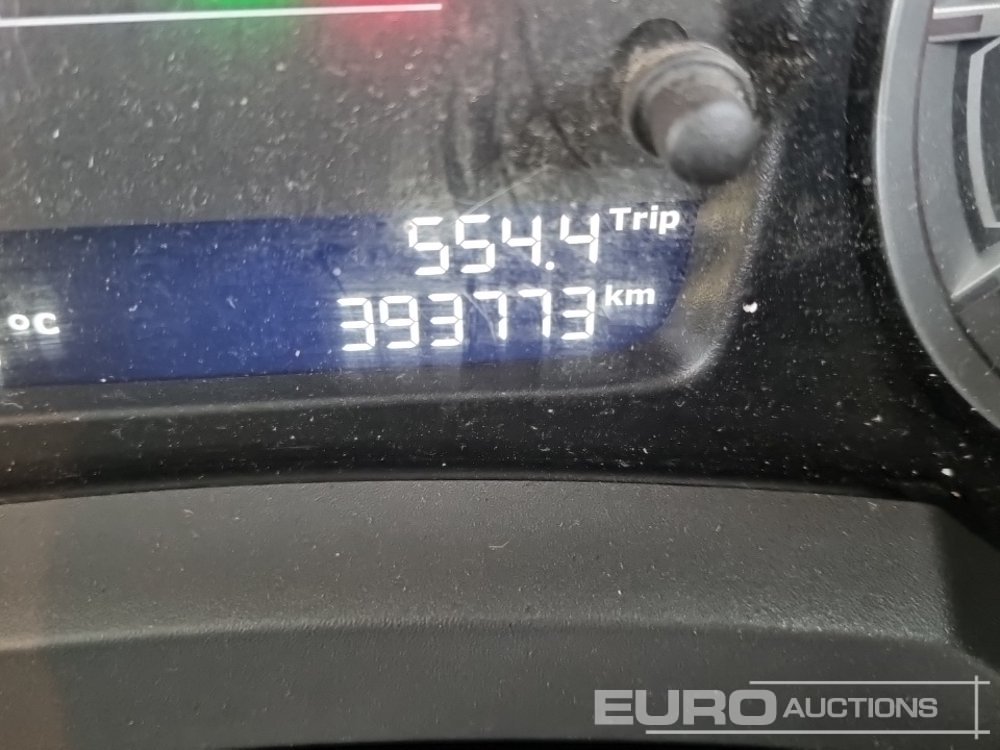 554.4 Trip
°C 393773 km
EURO AUCTIONS